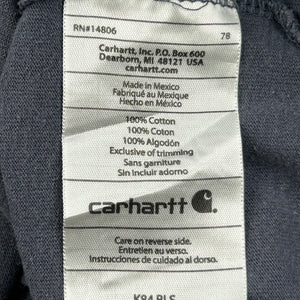 RN#14806 78
Carhartt, Inc. P.O. Box 600
Dearborn, MI 48121 USA
carhartt.com
Made in Mexico
Fabriqué au Mexique
Hecho en México
100% Cotton
100% Coton
100% Algodón
Exclusive of trimming
Sans garniture
Sin incluir adorno
carhartt
Care on reverse side.
Entretien au verso.
Instrucciones de cuidado al dorso.
K84 BLS